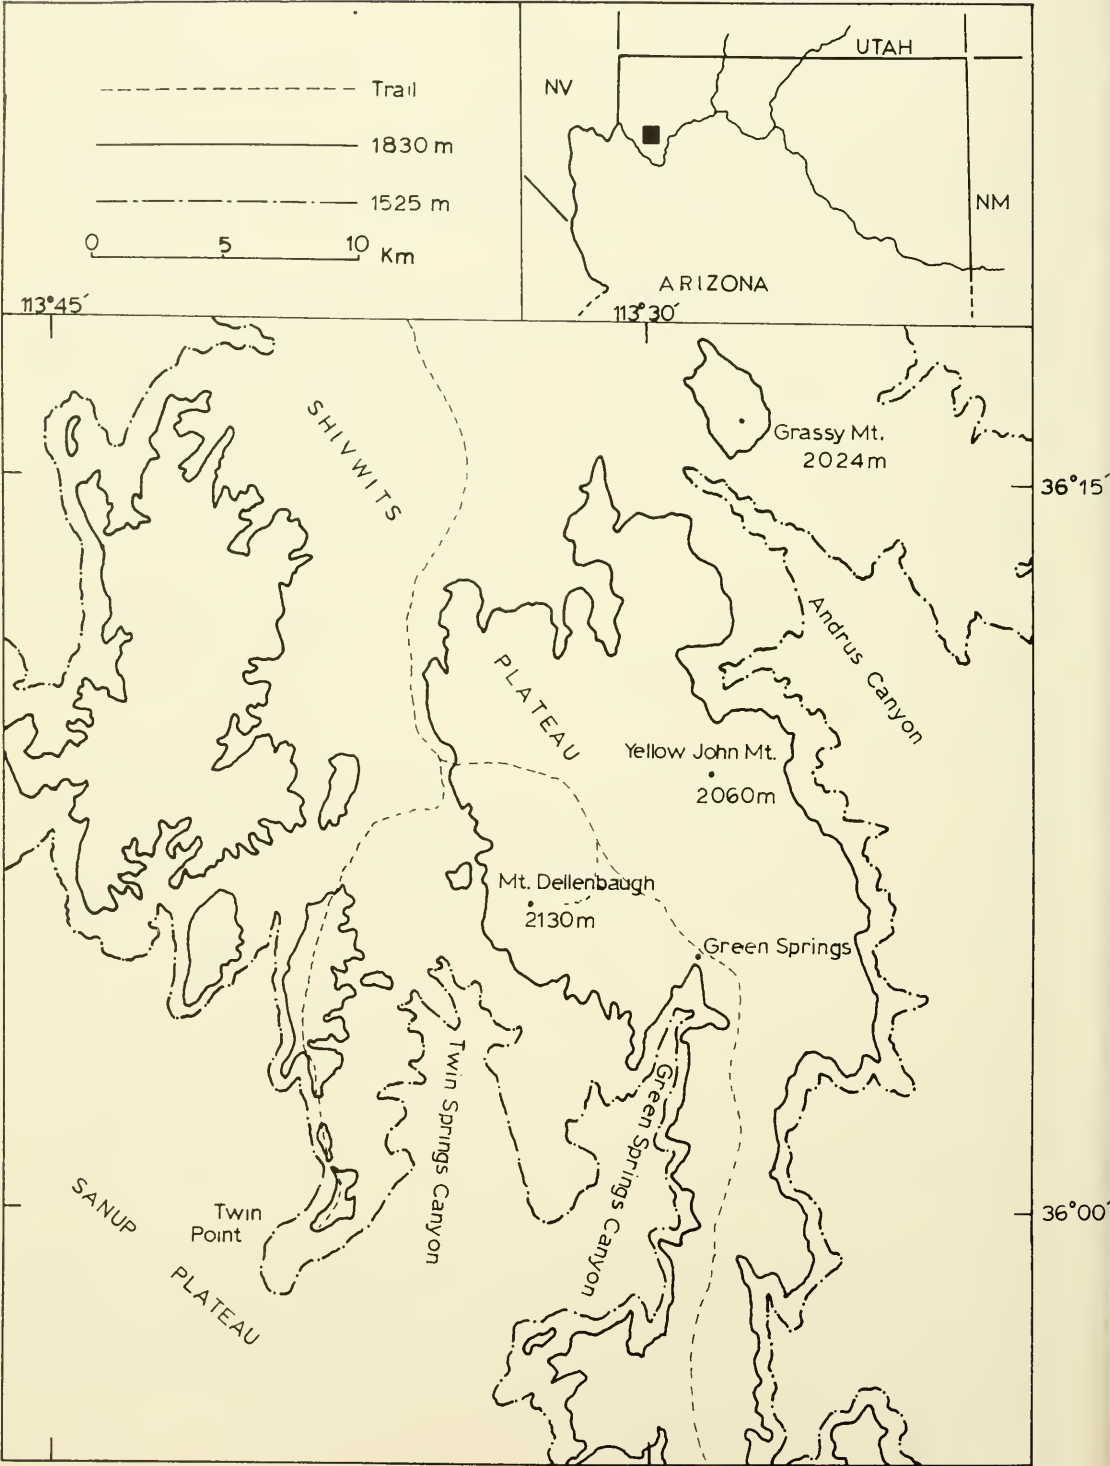 Trail
1830 m
1525 m
0 5 10 Km
UTAH
NV
NM
ARIZONA
113°45´
113°30´
SHIVWITS
PLATEAU
Grassy Mt.
2024m
36°15´
Andrus Canyon
Yellow John Mt.
2060m
Mt. Dellenbaugh
2130m
Green Springs
Twin Springs Canyon
Green Springs Canyon
SANUP
PLATEAU
Twin
Point
36°00´